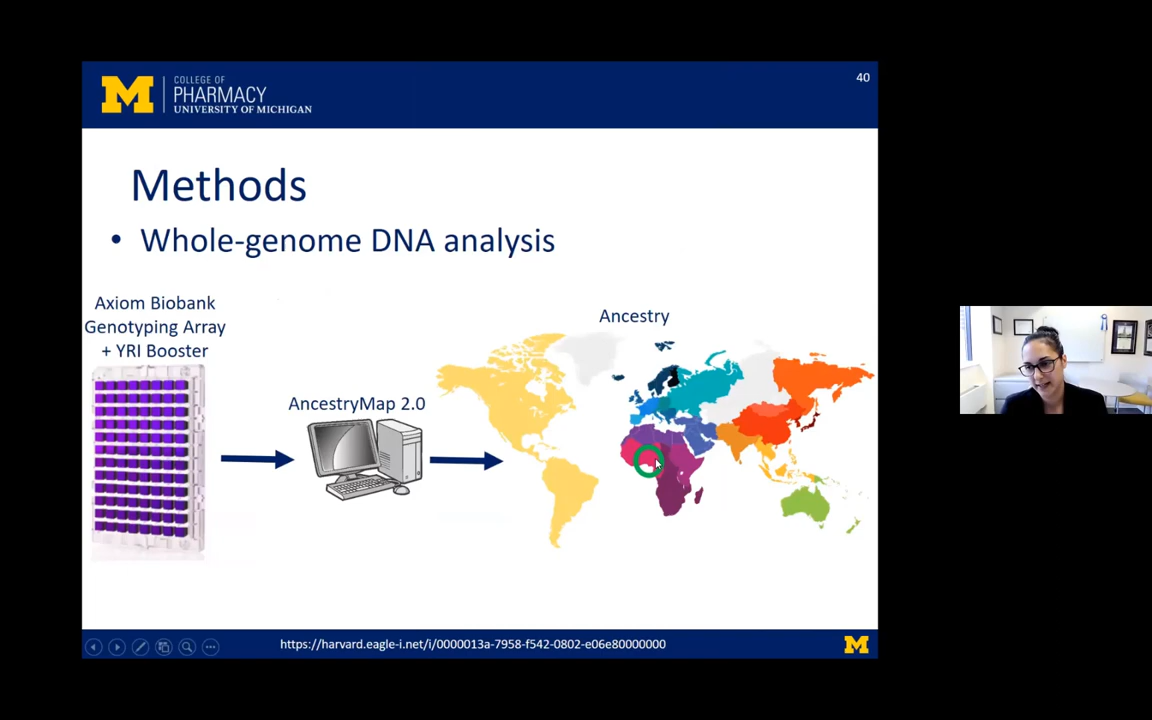 COLLEGE OF
PHARMACY
UNIVERSITY OF MICHIGAN
40
Methods
• Whole-genome DNA analysis
Axiom Biobank
Genotyping Array
+ YRI Booster
AncestryMap 2.0
Ancestry
https://harvard.eagle-i.net/i/0000013a-7958-f542-0802-e06e80000000